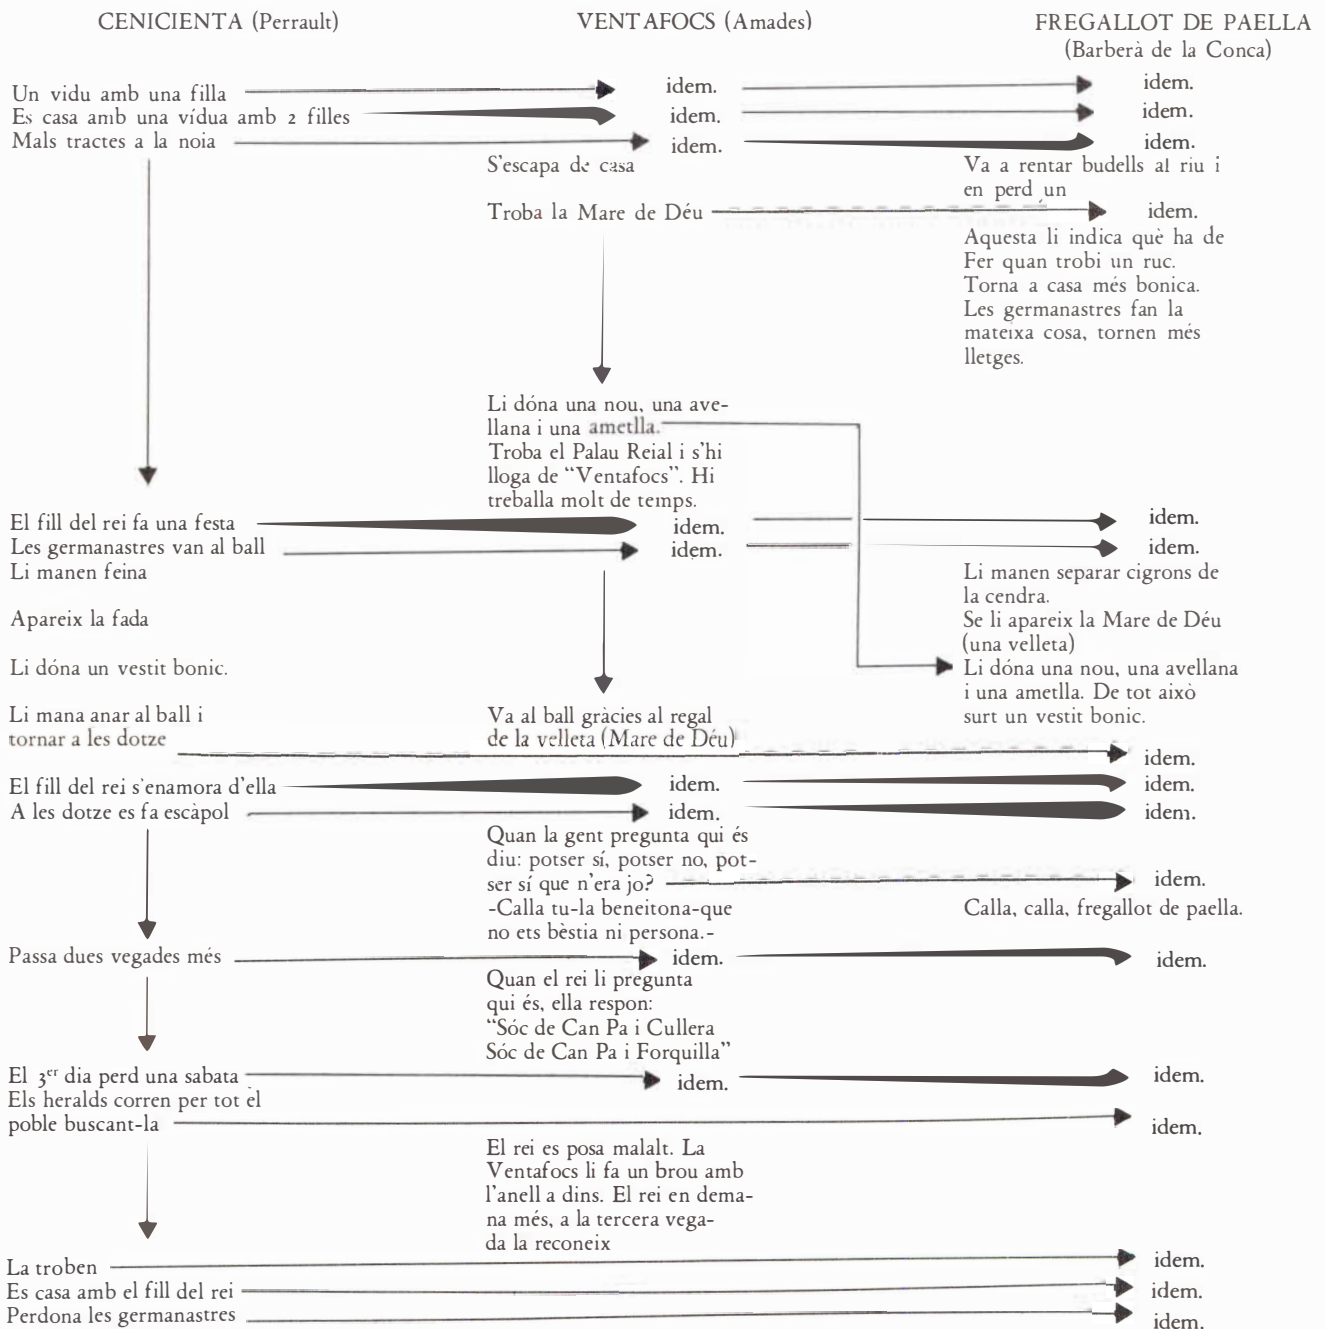 CENICIENTA (Perrault)
VENTAFOCS (Amades)
FREGALLOT DE PAELLA
(Barberà de la Conca)
Un vidu amb una filla
idem.
idem.
Es casa amb una vídua amb 2 filles
idem.
idem.
Mals tractes a la noia
idem.
idem.
S'escapa de casa
Va a rentar budells al riu i
en perd un
Troba la Mare de Déu
idem.
Aquesta li indica què ha de
Fer quan trobi un ruc.
Torna a casa més bonica.
Les germanastres fan la
mateixa cosa, tornen més
lletges.
Li dóna una nou, una ave-
llana i una ametlla.
Troba el Palau Reial i s'hi
lloga de "Ventafocs". Hi
treballa molt de temps.
El fill del rei fa una festa
idem.
idem.
Les germanastres van al ball
idem.
idem.
Li manen feina
Li manen separar cigrons de
la cendra.
Apareix la fada
Se li apareix la Mare de Déu
(una velleta)
Li dóna un vestit bonic.
Li dóna una nou, una avellana
i una ametlla. De tot això
surt un vestit bonic.
Li mana anar al ball i
tornar a les dotze
Va al ball gràcies al regal
de la velleta (Mare de Déu)
idem.
El fill del rei s'enamora d'ella
idem.
idem.
A les dotze es fa escàpol
idem.
idem.
Quan la gent pregunta qui és
diu: potser sí, potser no, pot-
ser sí que n'era jo?
idem.
-Calla tu-la beneitona-que
no ets bèstia ni persona.-
Calla, calla, fregallot de paella.
Passa dues vegades més
idem.
idem.
Quan el rei li pregunta
qui és, ella respon:
"Sóc de Can Pa i Cullera
Sóc de Can Pa i Forquilla"
El 3er dia perd una sabata
idem.
idem.
Els heralds corren per tot el
poble buscant-la
idem.
El rei es posa malalt. La
Ventafocs li fa un brou amb
l'anell a dins. El rei en dema-
na més, a la tercera vega-
da la reconeix
La troben
idem.
Es casa amb el fill del rei
idem.
Perdona les germanastres
idem.